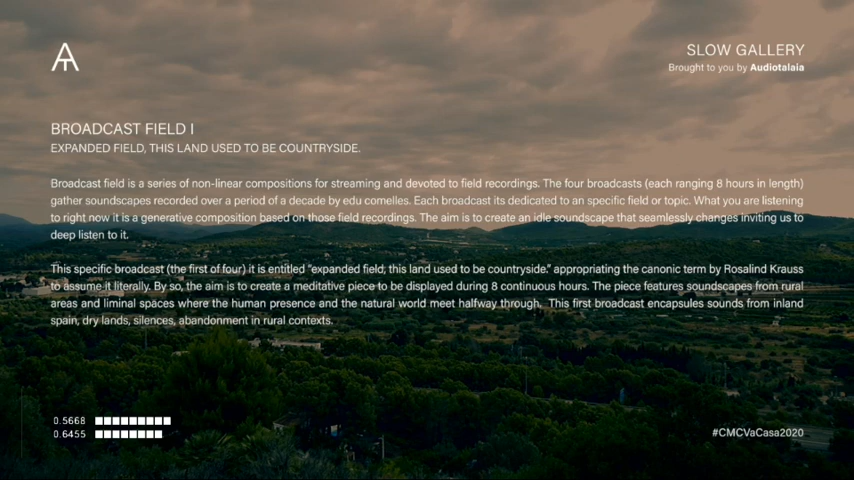 SLOW GALLERY
Brought to you by Audiotalaia
BROADCAST FIELD I
EXPANDED FIELD, THIS LAND USED TO BE COUNTRYSIDE.
Broadcast field is a series of non-linear compositions for streaming and devoted to field recordings. The four broadcasts (each ranging 8 hours in length)
gather soundscapes recorded over a period of a decade by edu comelles. Each broadcast its dedicated to an specific field or topic. What you are listening
to right now it is a generative composition based on those field recordings. The aim is to create an idle soundscape that seamlessly changes inviting us to
deep listen to it.
This specific broadcast (the first of four) it is entitled "expanded field; this land used to be countryside." appropriating the canonic term by Rosalind Krauss
to assume it literally. By so, the aim is to create a meditative piece to be displayed during 8 continuous hours. The piece features soundscapes from rural
areas and liminal spaces where the human presence and the natural world meet halfway through. This first broadcast encapsules sounds from inland
spain, dry lands, silences, abandonment in rural contexts.
0.5668
0.6455
#CMCVaCasa2020